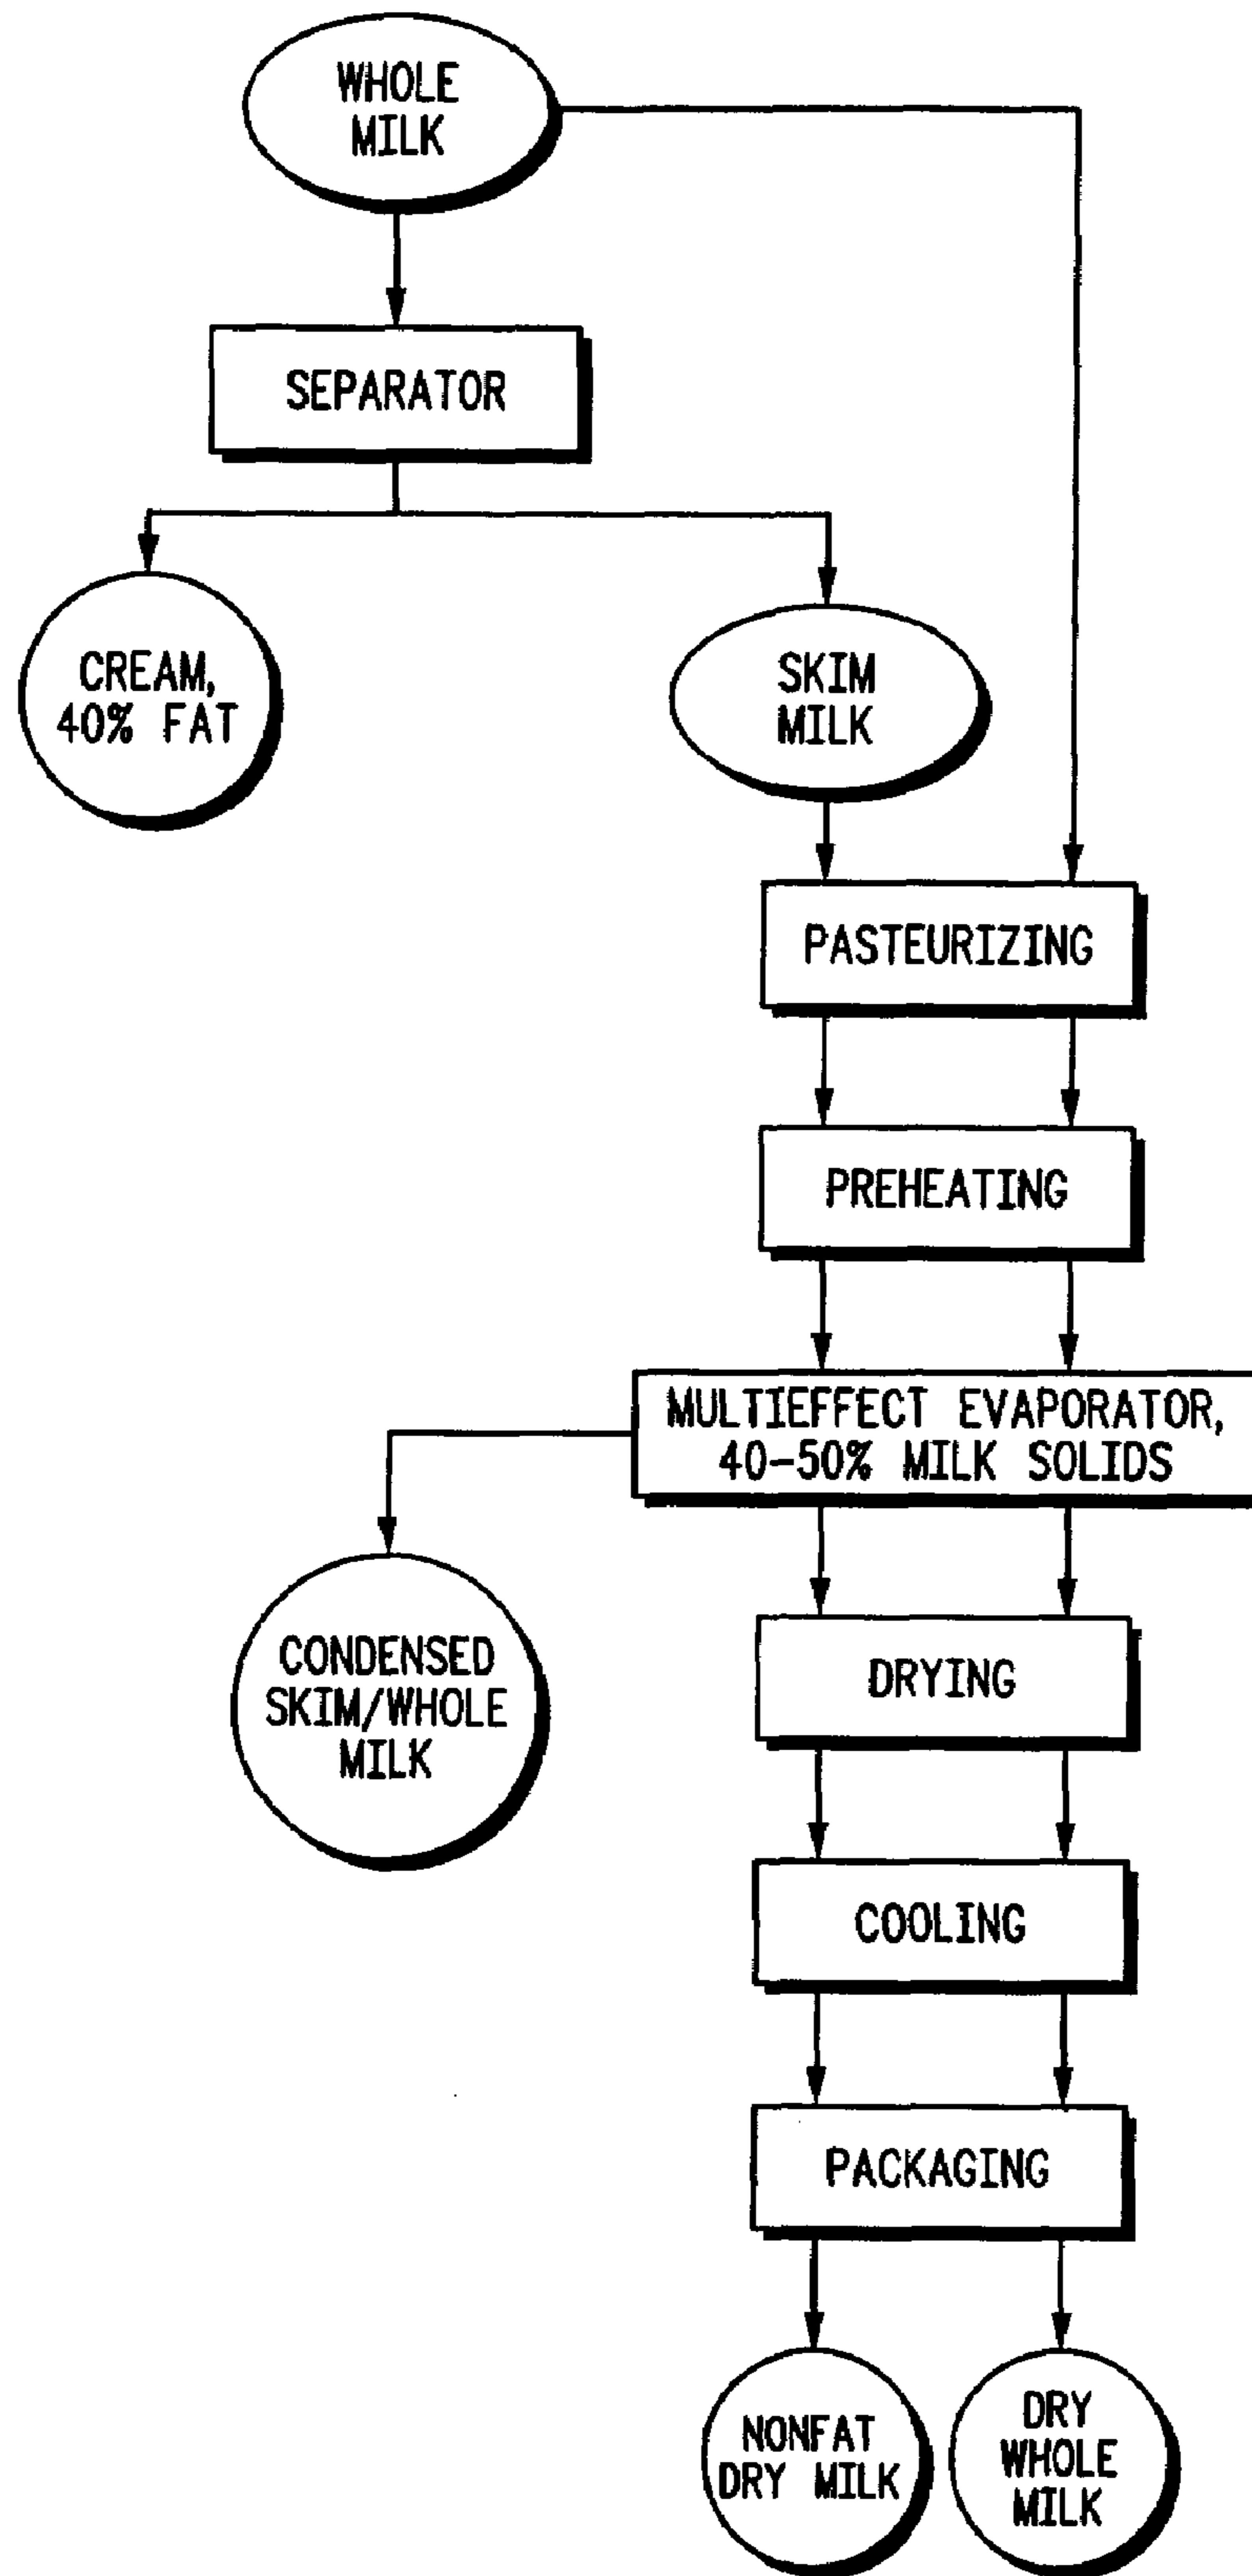 WHOLE
MILK
SEPARATOR
CREAM,
40% FAT
SKIM
MILK
PASTEURIZING
PREHEATING
MULTIEFFECT EVAPORATOR,
40-50% MILK SOLIDS
CONDENSED
SKIM/WHOLE
MILK
DRYING
COOLING
PACKAGING
NONFAT
DRY MILK
DRY
WHOLE
MILK